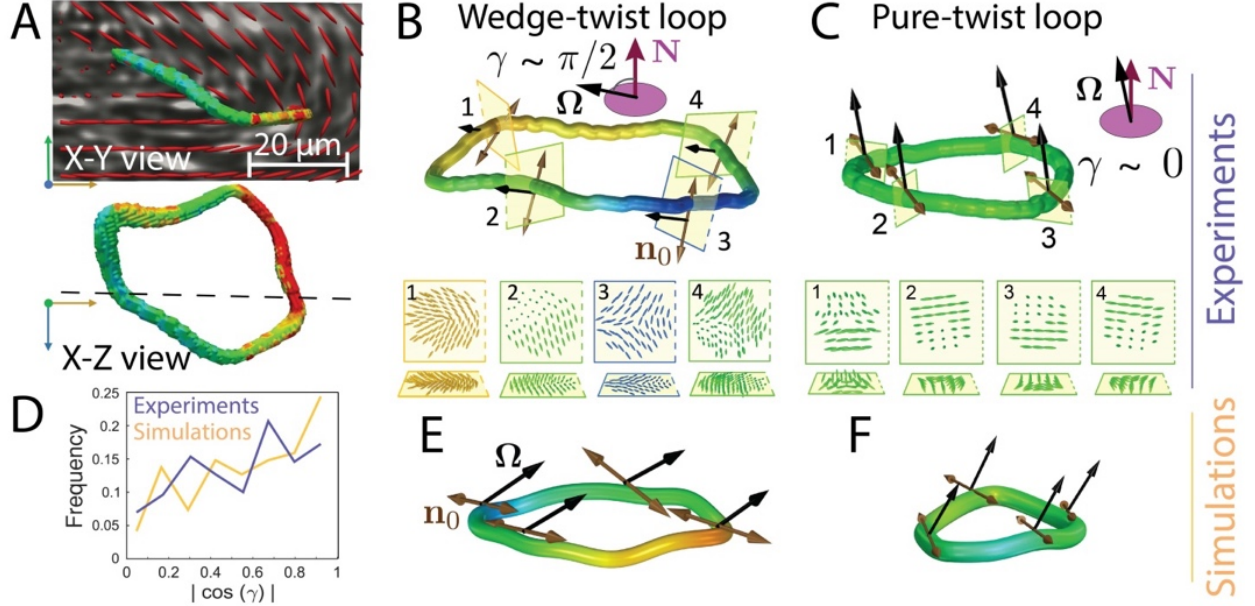 A
X-Y view
20 μm
X-Z view
B
Wedge-twist loop
γ ~ π/2
N
Ω
1
4
2
3
n₀
1
2
3
4
C
Pure-twist loop
Ω
N
γ ~ 0
1
4
2
3
1
2
3
4
Experiments
D
Experiments
Simulations
Frequency
0.25
0.2
0.15
0.1
0.05
0
0
0.2
0.4
0.6
0.8
1
| cos (γ) |
E
Ω
n₀
F
Simulations